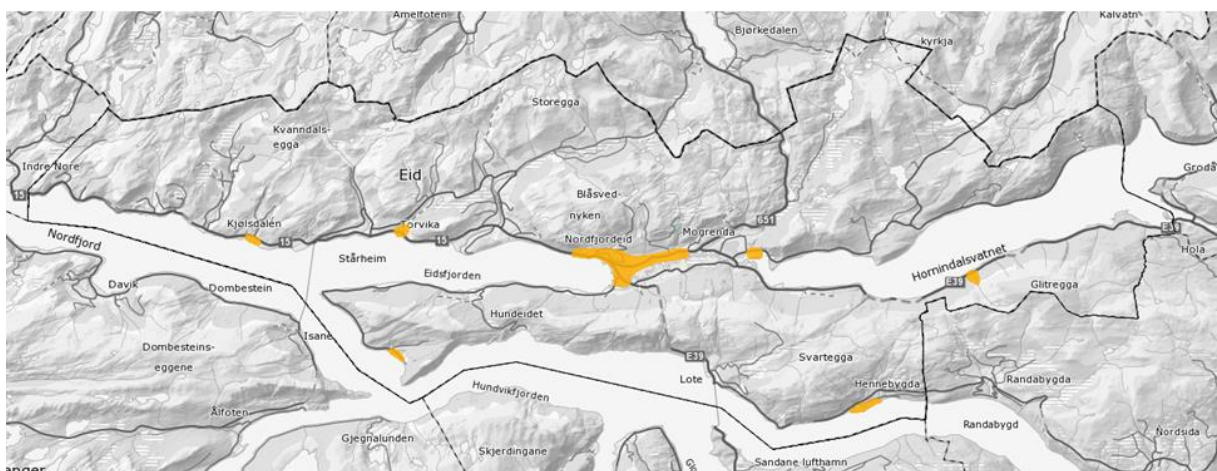 Åmelfoten
Bjørkedalen
Kalvatn
kyrkja
Storegga
Kvanndals-
egga
Indre Nore
15
Eid
Blåsved-
nyken
Grodå
651
Kjølsdalen
Torvika
15
15
Nordfjordeid
Mogrenda
E39
Nordfjord
Stårheim
Eidsfjorden
Hornindalsvatnet
Hola
Davik
Dombestein
E39
Glitregga
Hundeidet
Isane
Dombesteins-
eggene
E39
Svartegga
Lote
Hennebygda
Randabygda
Hundvikfjorden
Ålfoten
Randabygd
Nordsida
Gjegnalunden
Skjerdingane
Sandane lufthamn